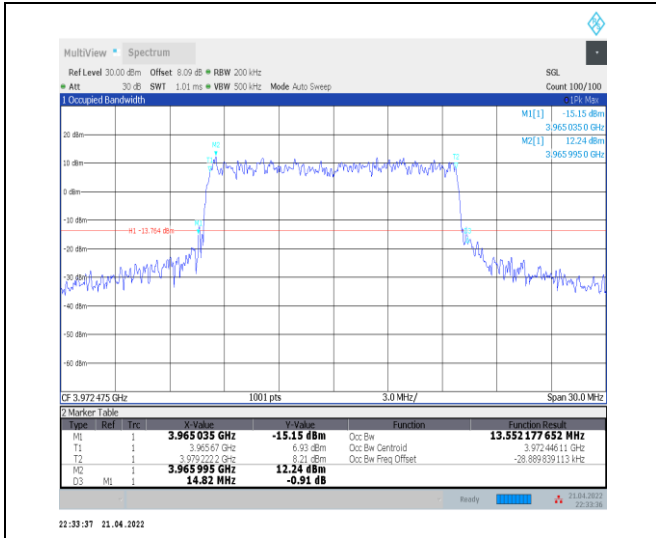 MultiView Spectrum
Ref Level 30.00 dBm Offset 8.09 dB RBW 200 kHz SGL
Att 30 dB SWT 1.01 ms VBW 500 kHz Mode Auto Sweep Count 100/100
1 Occupied Bandwidth 1Pk Max
M1[1] -15.15 dBm
3.965 035 0 GHz
M2[1] 12.24 dBm
3.965 995 0 GHz
20 dBm
M2
10 dBm
0 dBm
-10 dBm
H1 -13.764 dBm
-30 dBm
-50 dBm
-60 dBm
CF 3.972 475 GHz 1001 pts 3.0 MHz/ Span 30.0 MHz
2 Marker Table
Type Ref Trc X-Value Y-Value Function Function Result
M1 1 3.965 035 GHz -15.15 dBm Occ Bw 13.552 177 652 MHz
T1 1 3.965 67 GHz 6.93 dBm Occ Bw Centroid 3.972 446 11 GHz
T2 1 3.979 222 2 GHz 8.21 dBm Occ Bw Freq Offset -28.889 839 113 kHz
M2 1 3.965 995 GHz 12.24 dBm
D3 M1 1 14.82 MHz -0.91 dB
Ready 21.04.2022
22:33:36
22:33:37 21.04.2022